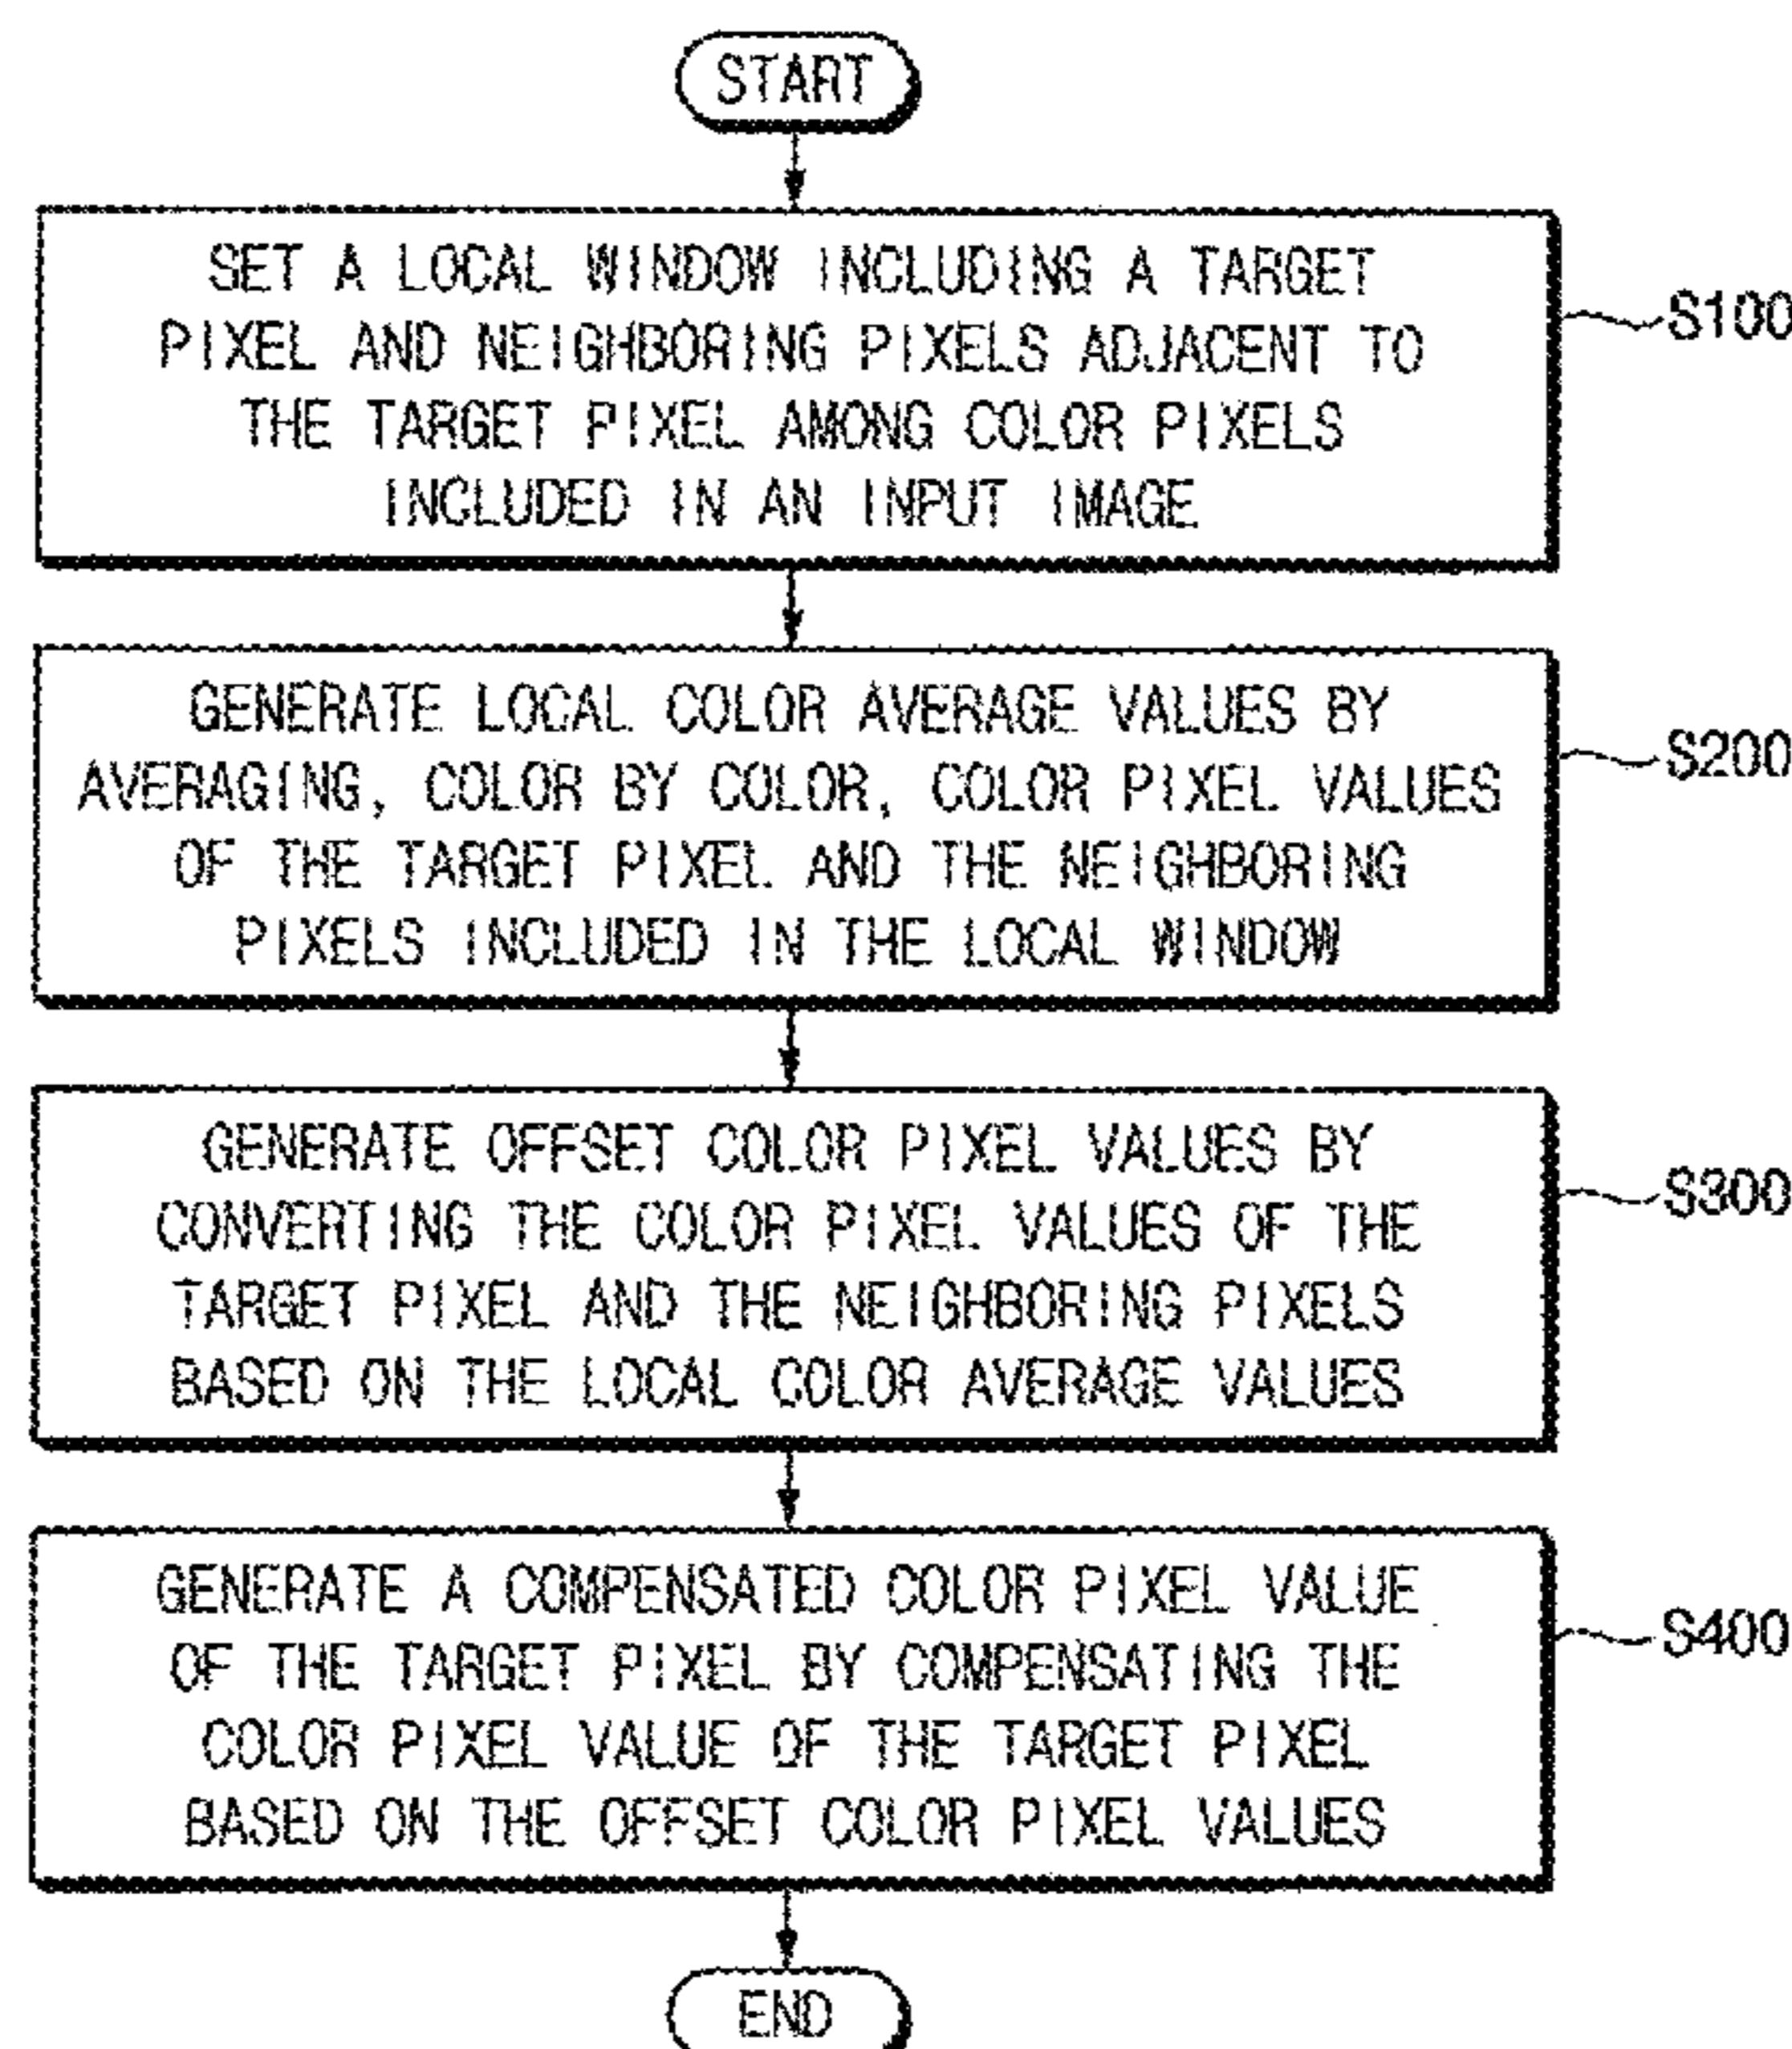 START
SET A LOCAL WINDOW INCLUDING A TARGET
PIXEL AND NEIGHBORING PIXELS ADJACENT TO
THE TARGET PIXEL AMONG COLOR PIXELS
INCLUDED IN AN INPUT IMAGE
S100
GENERATE LOCAL COLOR AVERAGE VALUES BY
AVERAGING, COLOR BY COLOR, COLOR PIXEL VALUES
OF THE TARGET PIXEL AND THE NEIGHBORING
PIXELS INCLUDED IN THE LOCAL WINDOW
S200
GENERATE OFFSET COLOR PIXEL VALUES BY
CONVERTING THE COLOR PIXEL VALUES OF THE
TARGET PIXEL AND THE NEIGHBORING PIXELS
BASED ON THE LOCAL COLOR AVERAGE VALUES
S300
GENERATE A COMPENSATED COLOR PIXEL VALUE
OF THE TARGET PIXEL BY COMPENSATING THE
COLOR PIXEL VALUE OF THE TARGET PIXEL
BASED ON THE OFFSET COLOR PIXEL VALUES
S400
END